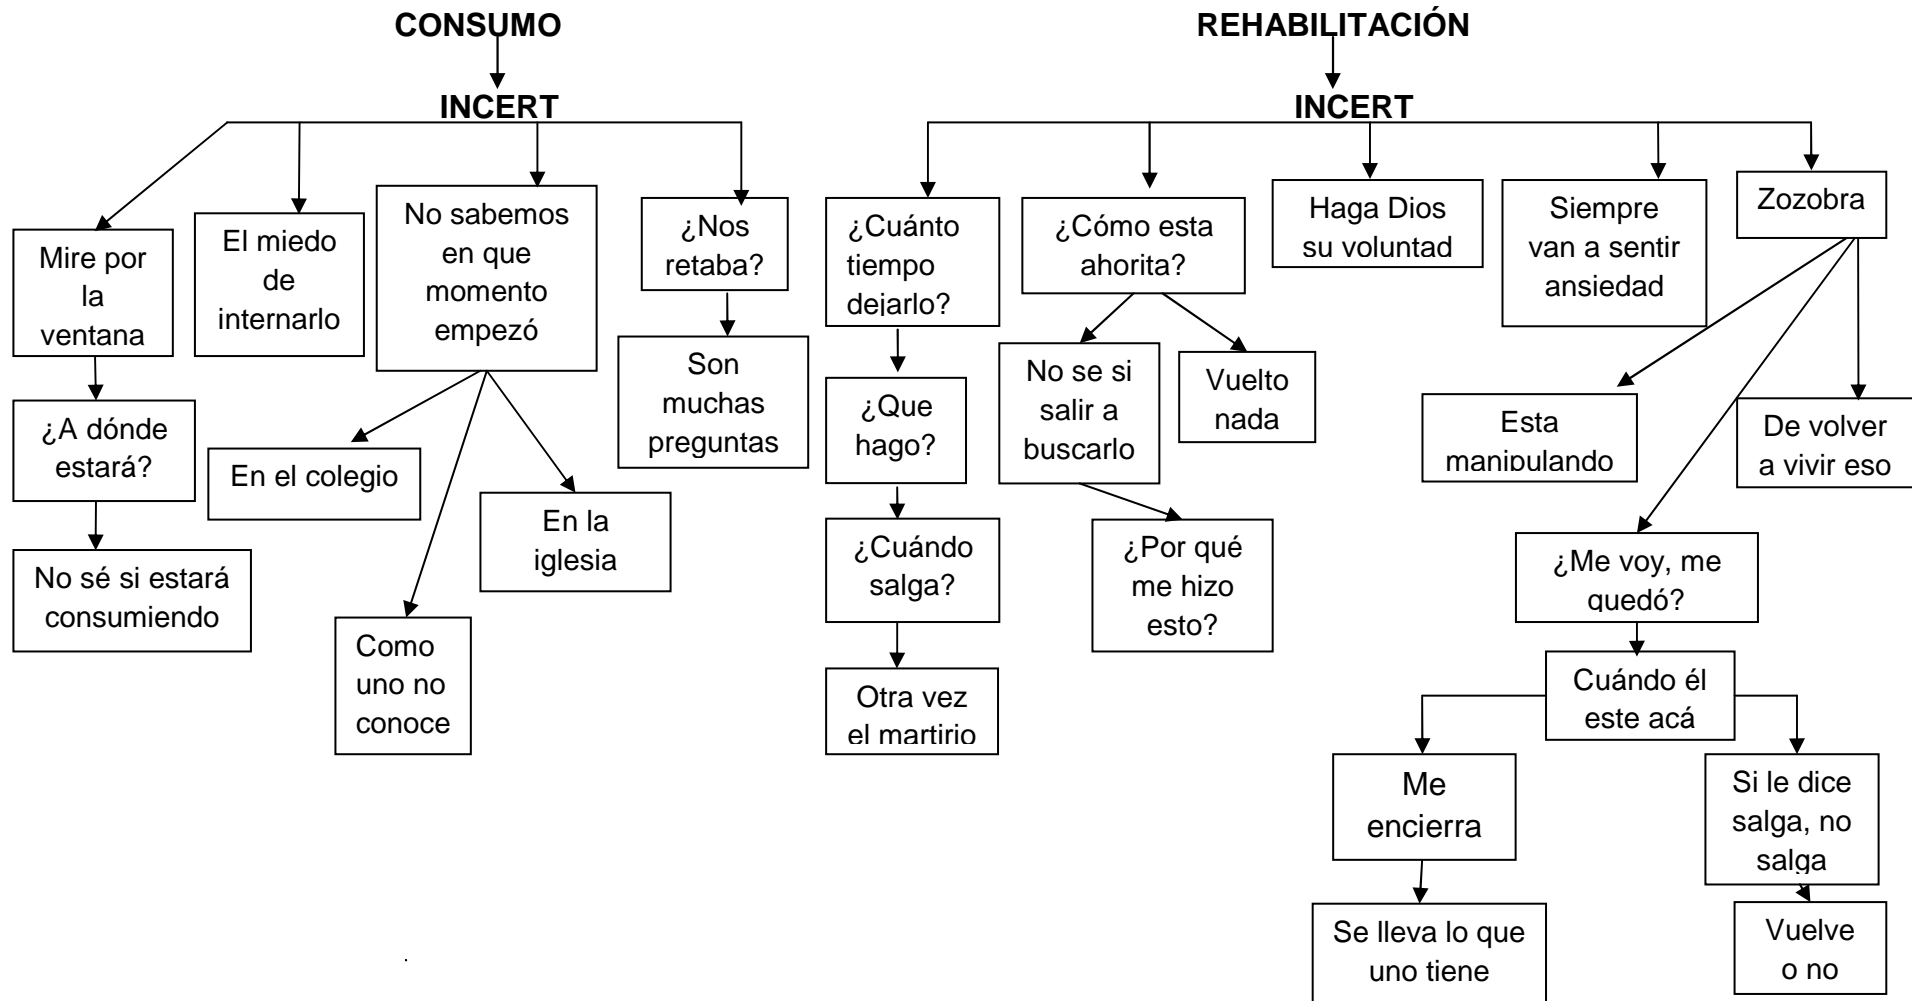 CONSUMO
INCERT
Mire por
la
ventana
¿A dónde
estará?
No sé si estará
consumiendo
El miedo
de
internarlo
No sabemos
en que
momento
empezó
En el colegio
Como
uno no
conoce
En la
iglesia
¿Nos
retaba?
Son
muchas
preguntas
REHABILITACIÓN
INCERT
¿Cuánto
tiempo
dejarlo?
¿Que
hago?
¿Cuándo
salga?
Otra vez
el martirio
¿Cómo esta
ahorita?
No se si
salir a
buscarlo
¿Por qué
me hizo
esto?
Vuelto
nada
Haga Dios
su voluntad
Siempre
van a sentir
ansiedad
Zozobra
Esta
manipulando
¿Me voy, me
quedó?
Cuándo él
este acá
Me
encierra
Se lleva lo que
uno tiene
Si le dice
salga, no
salga
Vuelve
o no
De volver
a vivir eso